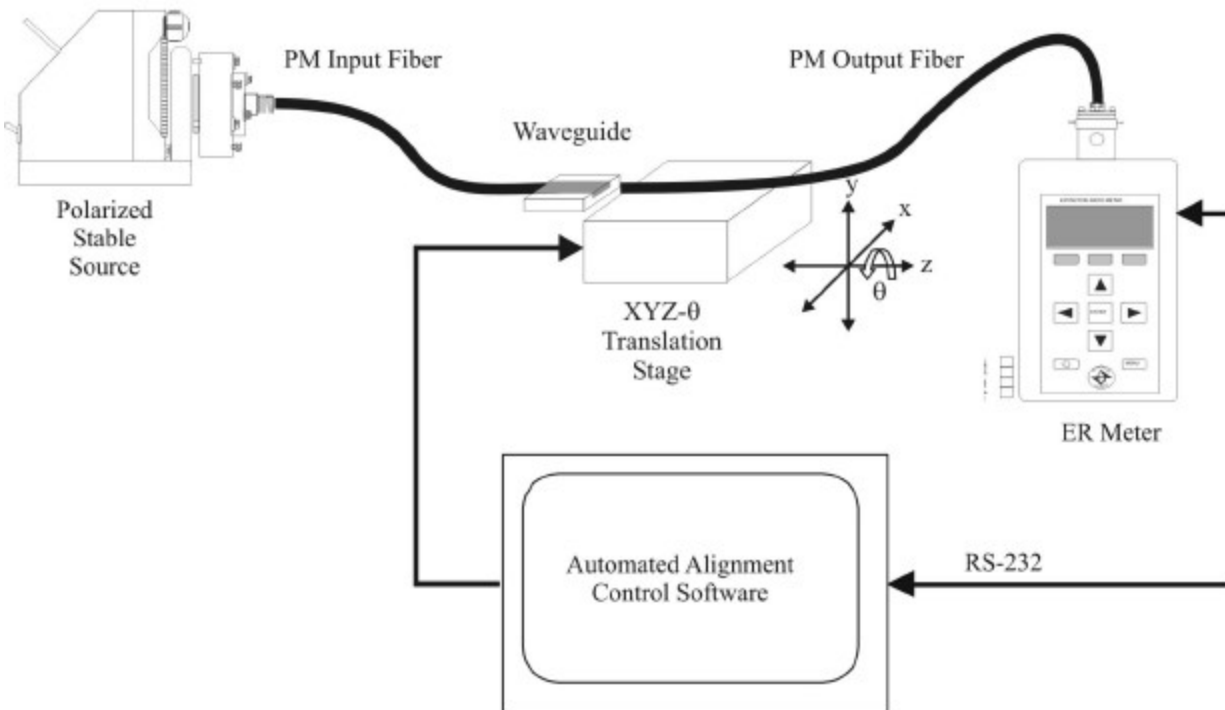 PM Input Fiber
PM Output Fiber
Waveguide
Polarized
Stable
Source
y
x
z
θ
XYZ-θ
Translation
Stage
ER Meter
Automated Alignment
Control Software
RS-232